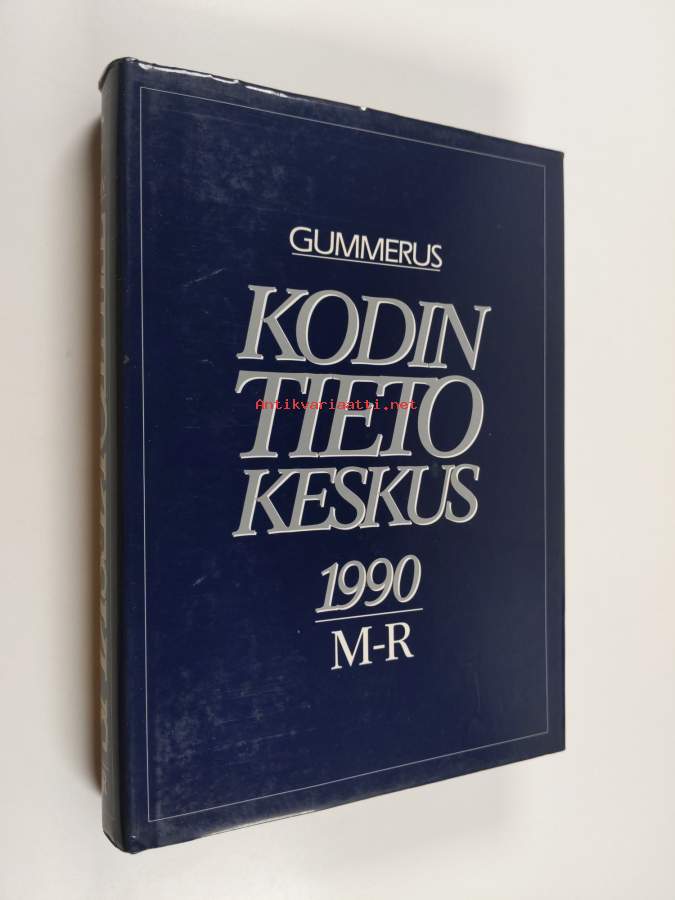 GUMMERUS
KODIN
TIETO
Antikvariaatti.net
KESKUS
1990
M-R